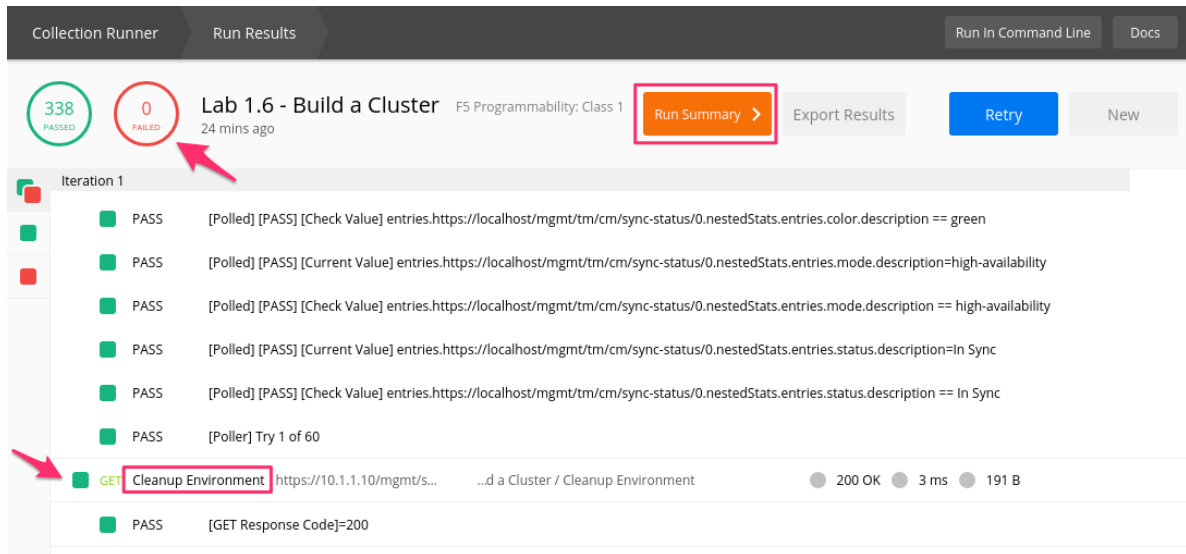 Collection Runner Run Results Run In Command Line Docs
338 PASSED 0 FAILED Lab 1.6 - Build a Cluster F5 Programmability: Class 1 Run Summary Export Results Retry New
24 mins ago
Iteration 1
PASS [Polled] [PASS] [Check Value] entries.https://localhost/mgmt/tm/cm/sync-status/0.nestedStats.entries.color.description == green
PASS [Polled] [PASS] [Current Value] entries.https://localhost/mgmt/tm/cm/sync-status/0.nestedStats.entries.mode.description=high-availability
PASS [Polled] [PASS] [Check Value] entries.https://localhost/mgmt/tm/cm/sync-status/0.nestedStats.entries.mode.description == high-availability
PASS [Polled] [PASS] [Current Value] entries.https://localhost/mgmt/tm/cm/sync-status/0.nestedStats.entries.status.description=In Sync
PASS [Polled] [PASS] [Check Value] entries.https://localhost/mgmt/tm/cm/sync-status/0.nestedStats.entries.status.description == In Sync
PASS [Poller] Try 1 of 60
GET Cleanup Environment https://10.1.1.10/mgmt/s... ...d a Cluster / Cleanup Environment 200 OK 3 ms 191 B
PASS [GET Response Code]=200